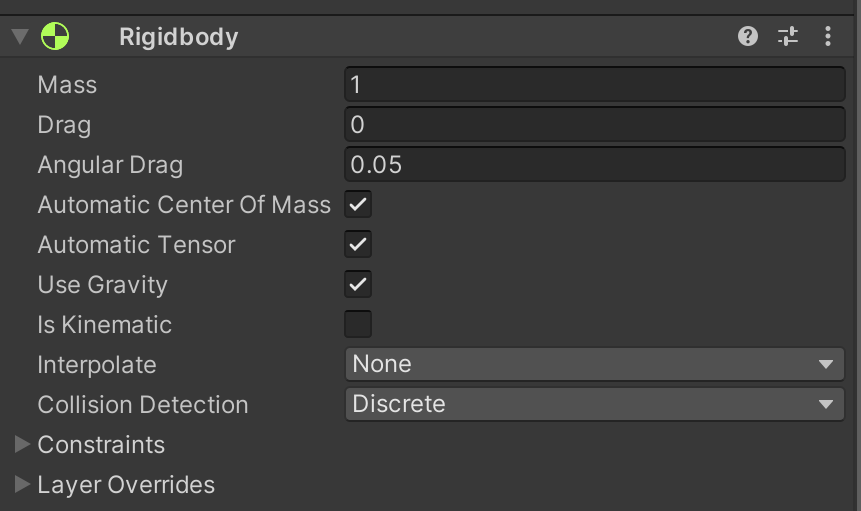 Rigidbody
Mass 1
Drag 0
Angular Drag 0.05
Automatic Center Of Mass
Automatic Tensor
Use Gravity
Is Kinematic
Interpolate None
Collision Detection Discrete
Constraints
Layer Overrides